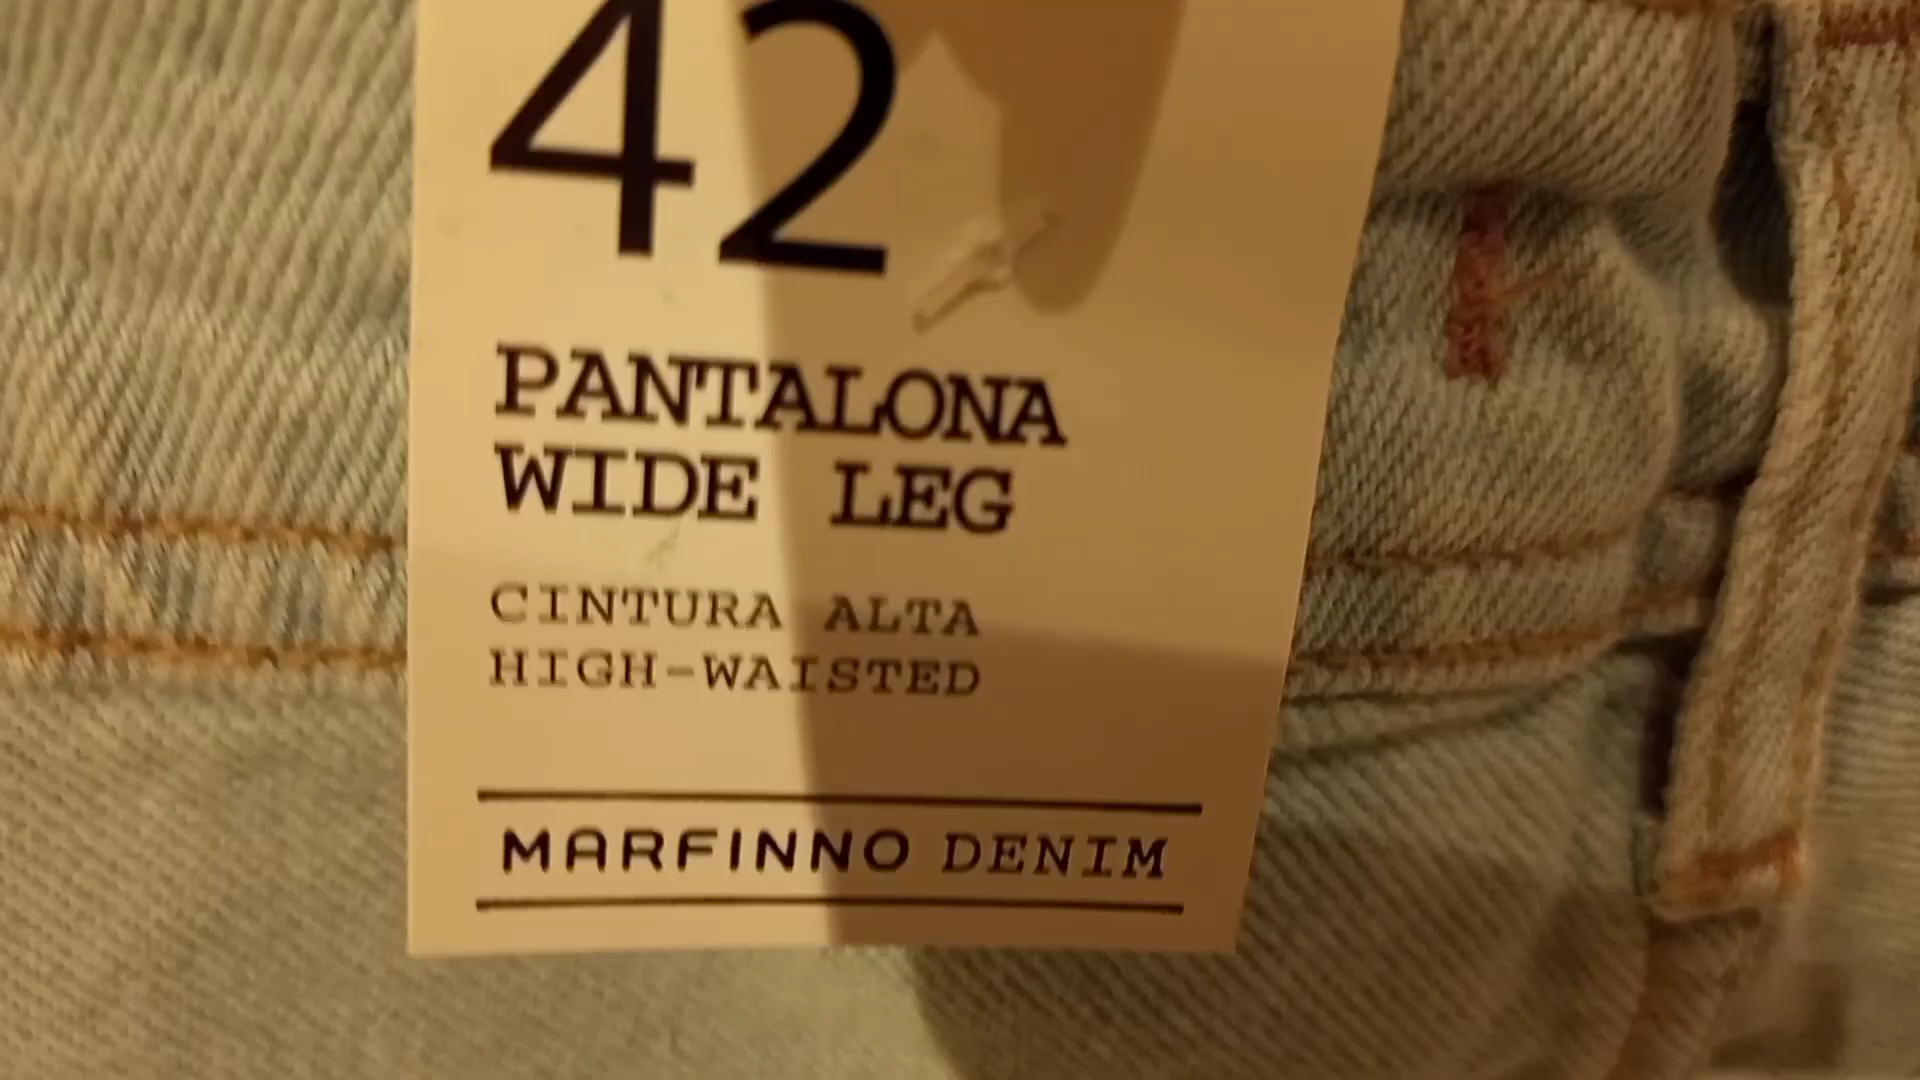 42
PANTALONA
WIDE LEG
CINTURA ALTA
HIGH-WAISTED
MARFINNO DENIM